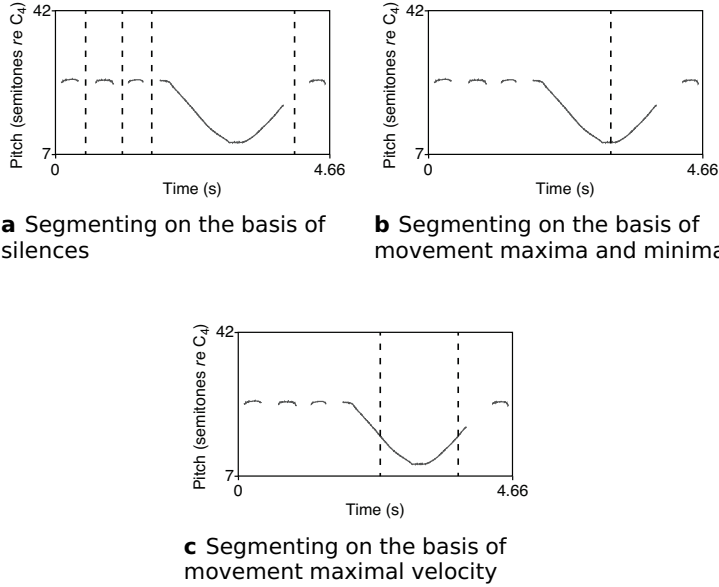 42
Pitch (semitones re C4)
7
0
4.66
Time (s)
a Segmenting on the basis of
silences
42
Pitch (semitones re C4)
7
0
4.66
Time (s)
b Segmenting on the basis of
movement maxima and minima
42
Pitch (semitones re C4)
7
0
4.66
Time (s)
c Segmenting on the basis of
movement maximal velocity